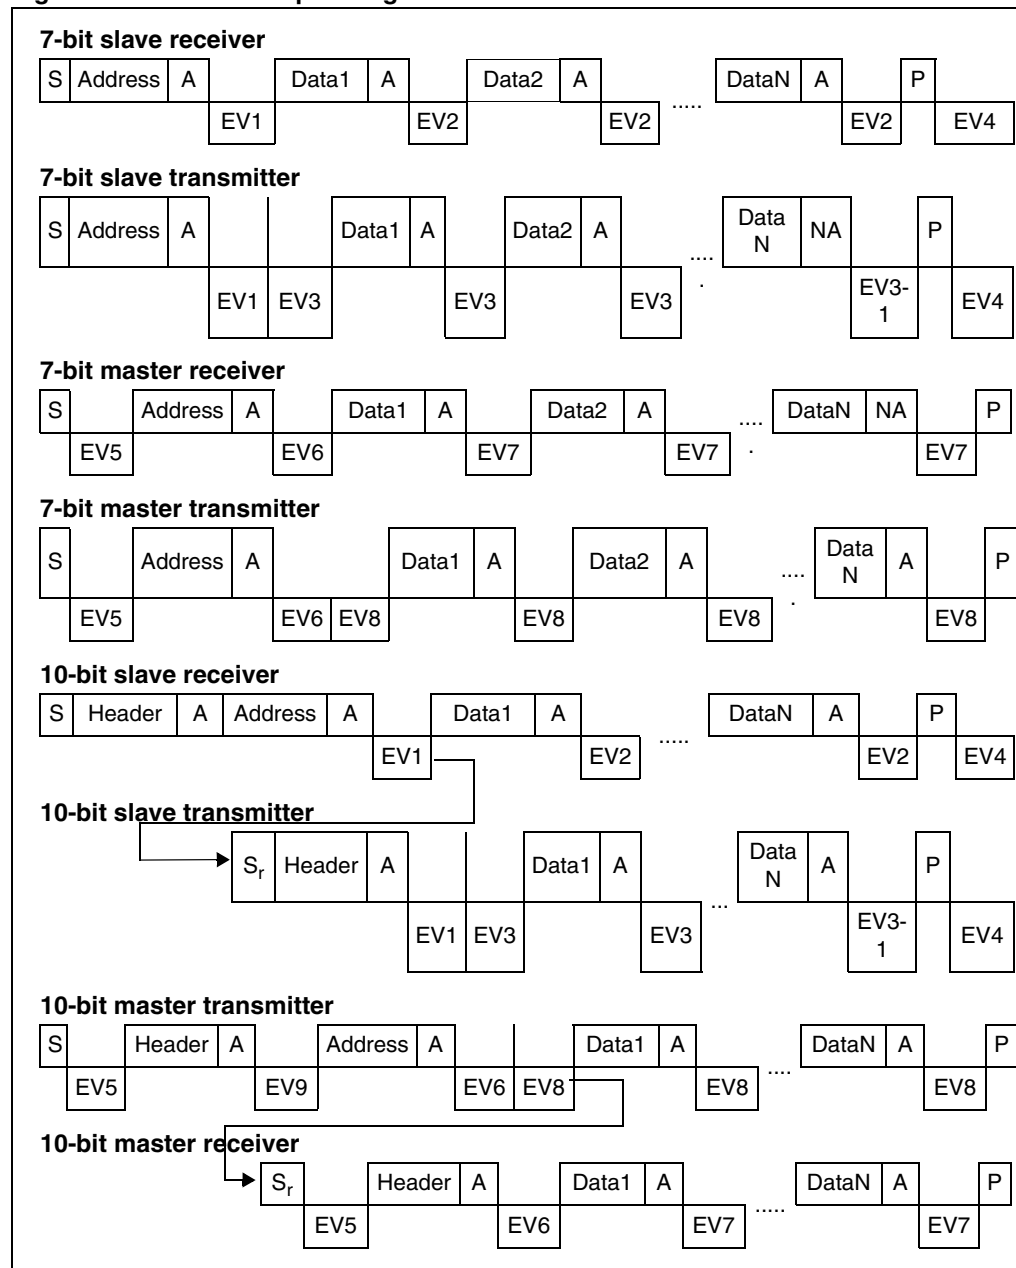 7-bit slave receiver
S Address A Data1 A Data2 A ..... DataN A P
EV1 EV2 EV2 EV2 EV4
7-bit slave transmitter
S Address A Data1 A Data2 A ..... Data N NA P
EV1 EV3 EV3 EV3 EV3-1 EV4
7-bit master receiver
S Address A Data1 A Data2 A ..... DataN NA P
EV5 EV6 EV7 EV7 EV7
7-bit master transmitter
S Address A Data1 A Data2 A ..... Data N A P
EV5 EV6 EV8 EV8 EV8 EV8
10-bit slave receiver
S Header A Address A Data1 A ..... DataN A P
EV1 EV2 EV2 EV4
10-bit slave transmitter
Sr Header A Data1 A ... Data N A P
EV1 EV3 EV3 EV3-1 EV4
10-bit master transmitter
S Header A Address A Data1 A .... DataN A P
EV5 EV9 EV6 EV8 EV8 EV8
10-bit master receiver
Sr Header A Data1 A ..... DataN A P
EV5 EV6 EV7 EV7